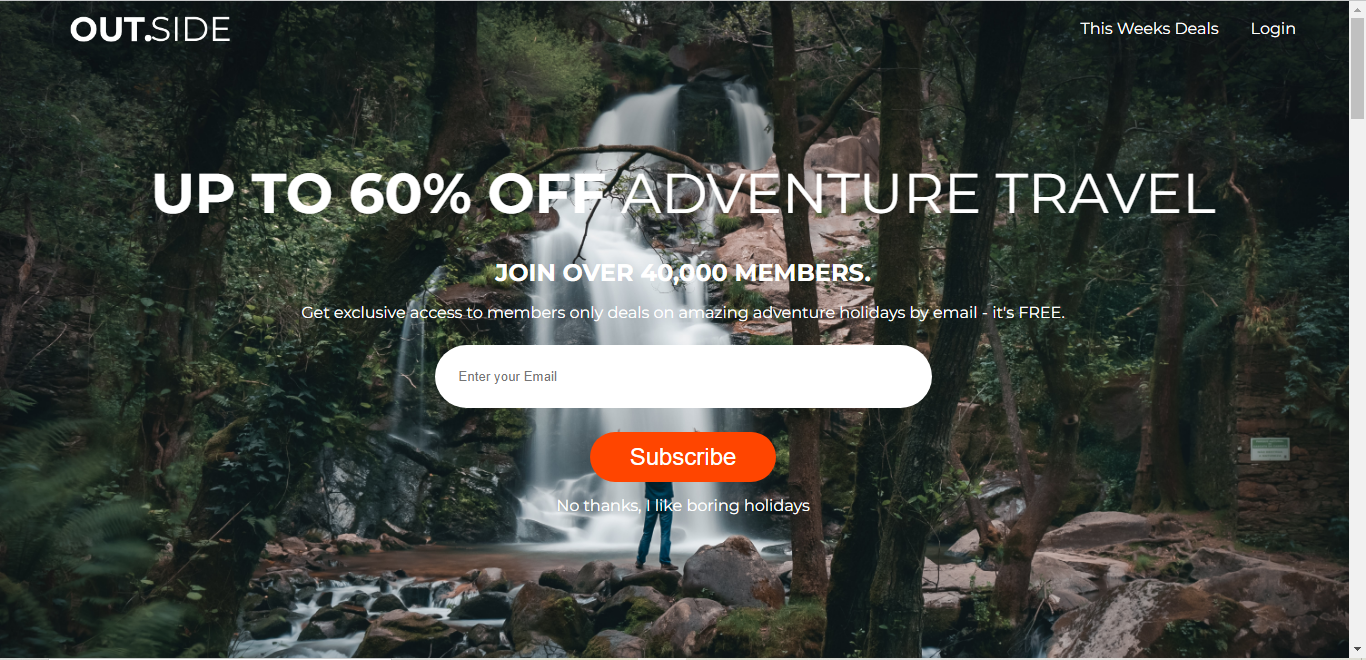 OUT.SIDE
This Weeks Deals
Login
UP TO 60% OFF ADVENTURE TRAVEL
JOIN OVER 40,000 MEMBERS.
Get exclusive access to members only deals on amazing adventure holidays by email - it's FREE.
Enter your Email
Subscribe
No thanks, I like boring holidays